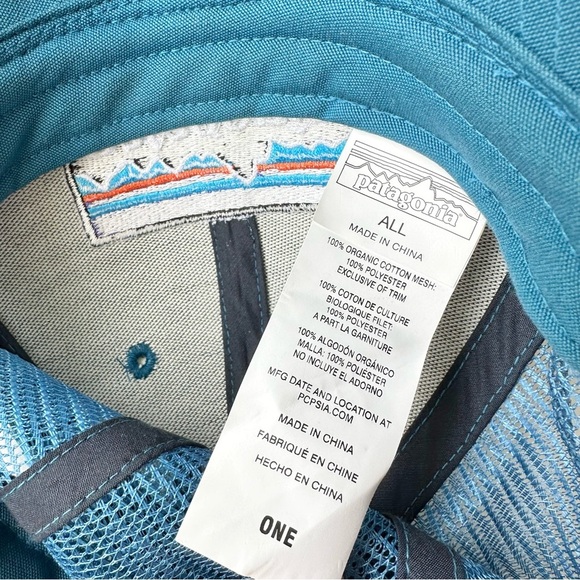 patagonia
ALL
MADE IN CHINA
100% ORGANIC COTTON MESH:
100% POLYESTER
EXCLUSIVE OF TRIM
100% COTON DE CULTURE
BIOLOGIQUE FILET:
100% POLYESTER
A PART LA GARNITURE
100% ALGODÓN ORGÁNICO
MALLA: 100% POLIÉSTER
NO INCLUYE EL ADORNO
MFG DATE AND LOCATION AT
PCPSIA.COM
MADE IN CHINA
FABRIQUÉ EN CHINE
HECHO EN CHINA
ONE